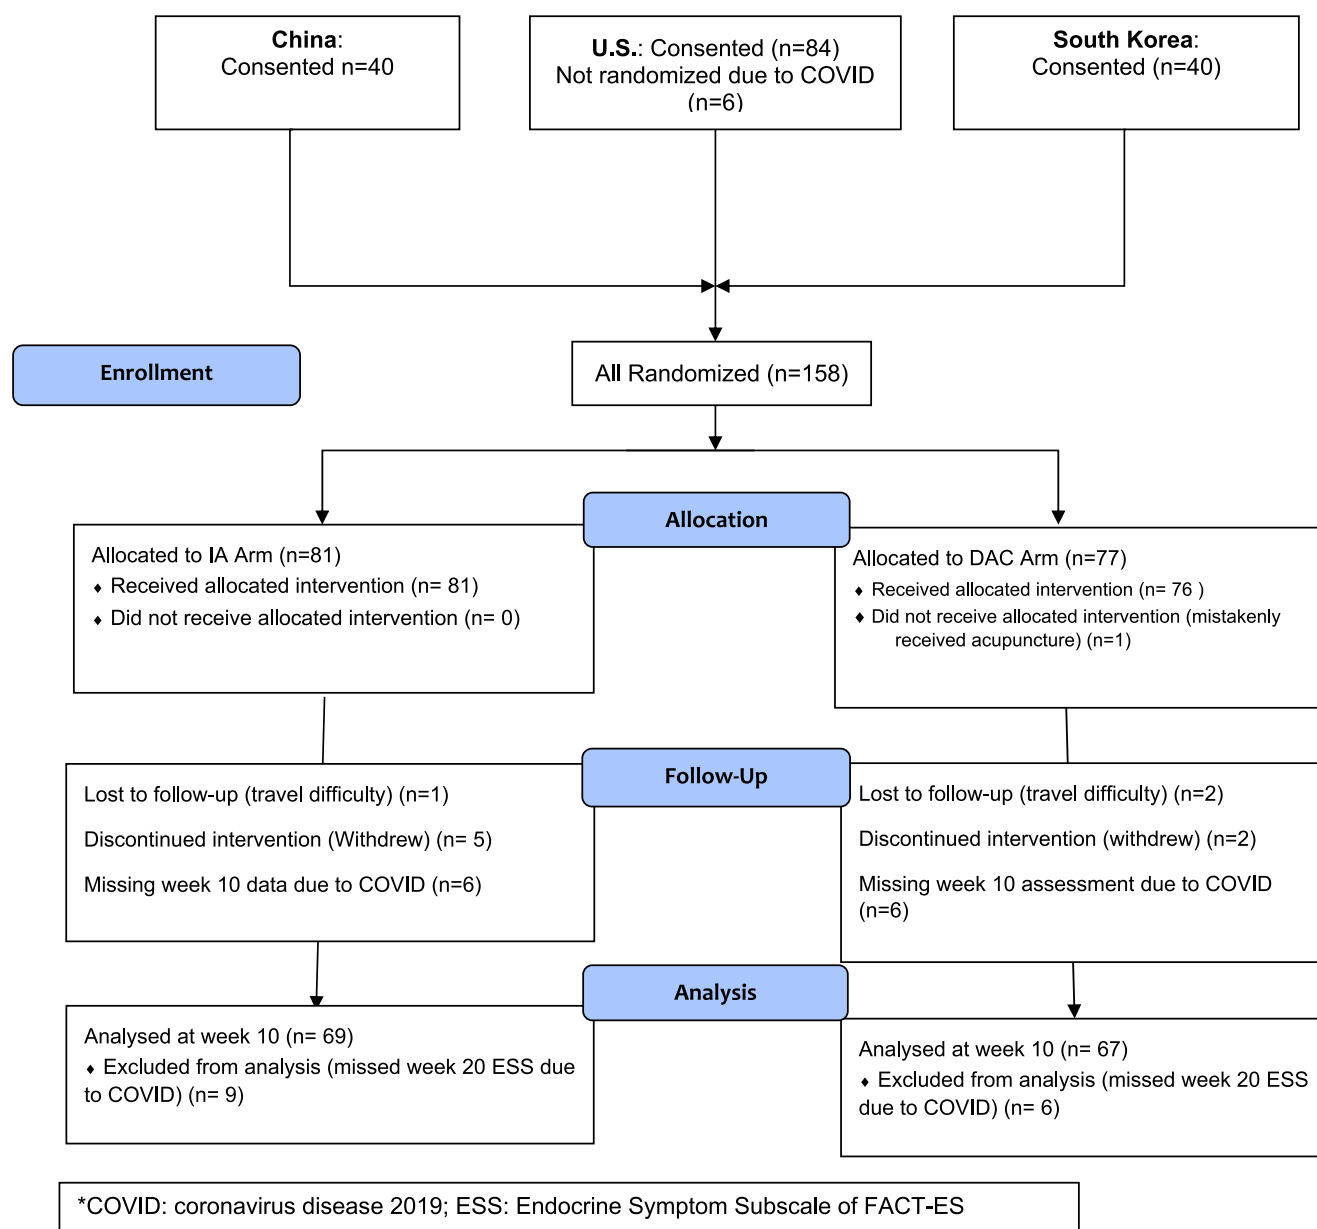 China:
Consented n=40
U.S.: Consented (n=84)
Not randomized due to COVID
(n=6)
South Korea:
Consented (n=40)
Enrollment
All Randomized (n=158)
Allocation
Allocated to IA Arm (n=81)
♦ Received allocated intervention (n= 81)
♦ Did not receive allocated intervention (n= 0)
Allocated to DAC Arm (n=77)
♦ Received allocated intervention (n= 76 )
♦ Did not receive allocated intervention (mistakenly
received acupuncture) (n=1)
Follow-Up
Lost to follow-up (travel difficulty) (n=1)
Discontinued intervention (Withdrew) (n= 5)
Missing week 10 data due to COVID (n=6)
Lost to follow-up (travel difficulty) (n=2)
Discontinued intervention (withdrew) (n=2)
Missing week 10 assessment due to COVID
(n=6)
Analysis
Analysed at week 10 (n= 69)
♦ Excluded from analysis (missed week 20 ESS due
to COVID) (n= 9)
Analysed at week 10 (n= 67)
♦ Excluded from analysis (missed week 20 ESS
due to COVID) (n= 6)
*COVID: coronavirus disease 2019; ESS: Endocrine Symptom Subscale of FACT-ES